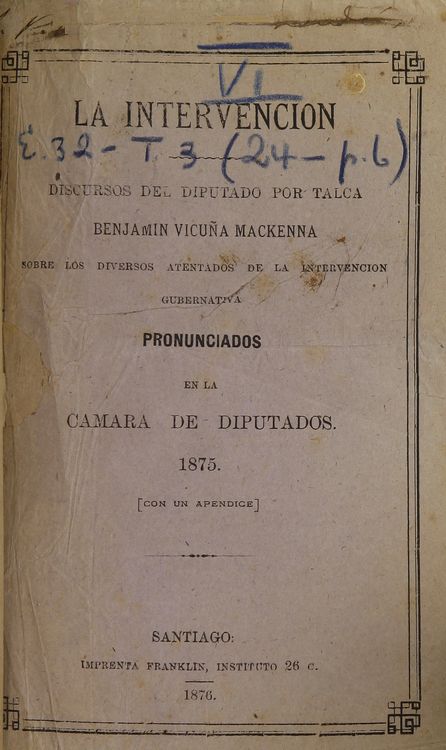 VI
LA INTERVENCION
E.32 - T. 3 (24 - p.6)
DISCURSOS DEL DIPUTADO POR TALCA
BENJAMIN VICUÑA MACKENNA
SOBRE LOS DIVERSOS ATENTADOS DE LA INTERVENCION
GUBERNATIVA
PRONUNCIADOS
EN LA
CAMARA DE DIPUTADOS.
1875.
[CON UN APENDICE]
SANTIAGO:
IMPRENTA FRANKLIN, INSTITUTO 26 C.
1876.